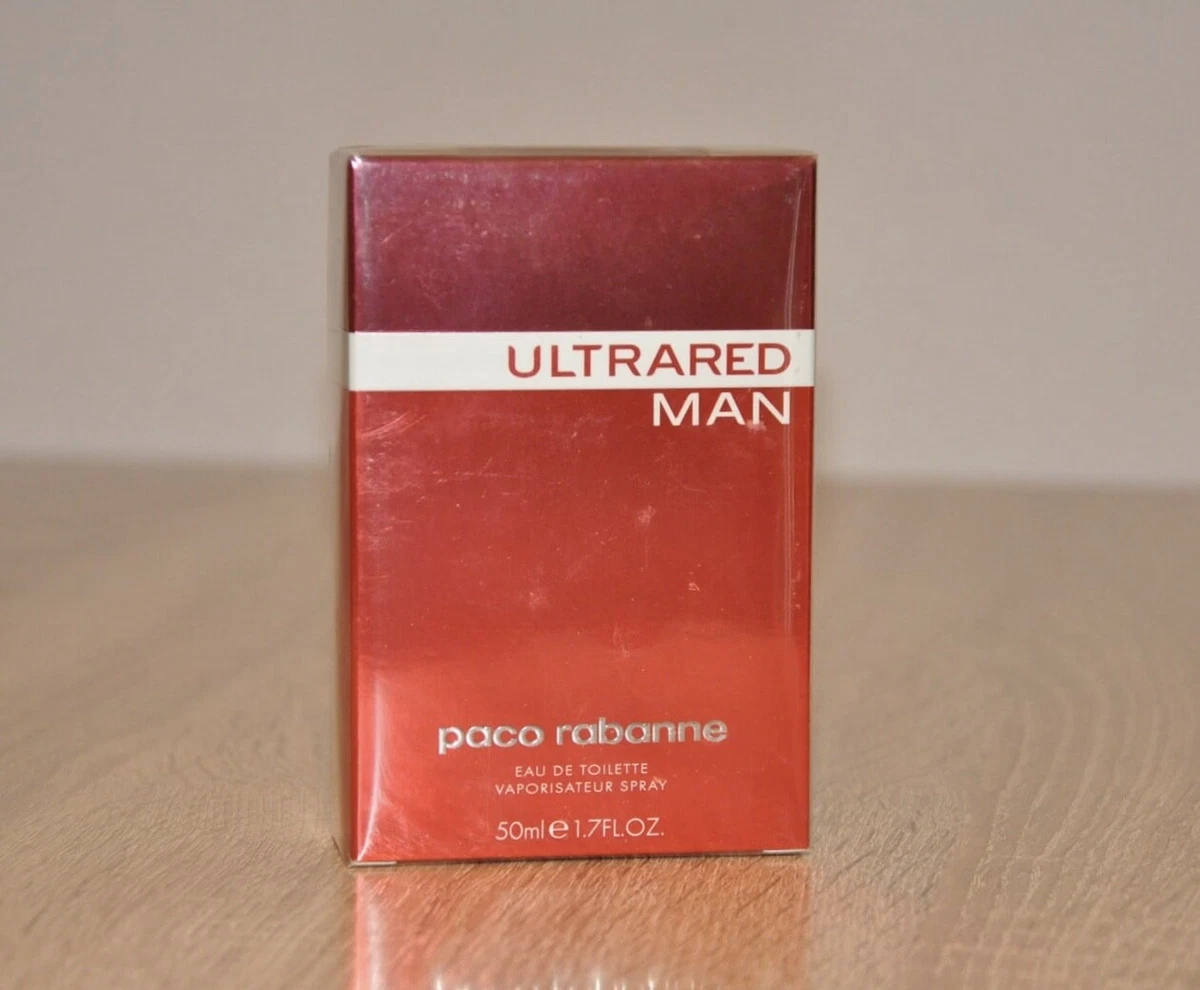 ULTRARED
MAN
paco rabanne
EAU DE TOILETTE
VAPORISATEUR SPRAY
50ml e 1.7FL.OZ.